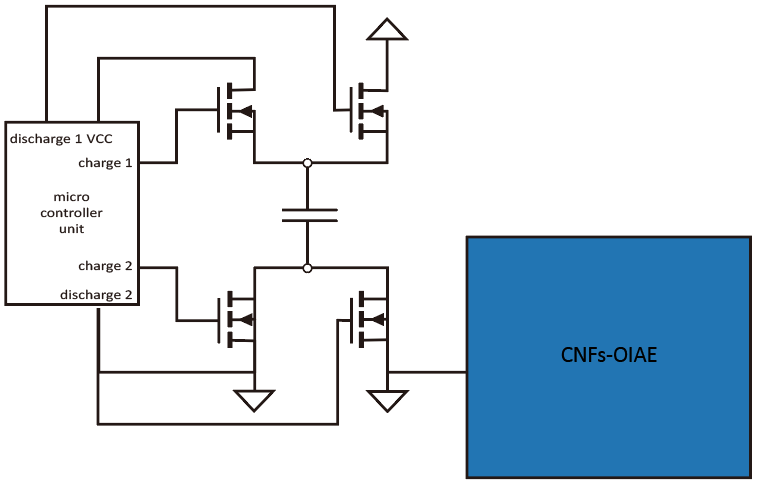 discharge 1 VCC
charge 1
micro
controller
unit
charge 2
discharge 2
CNFs-OIAE